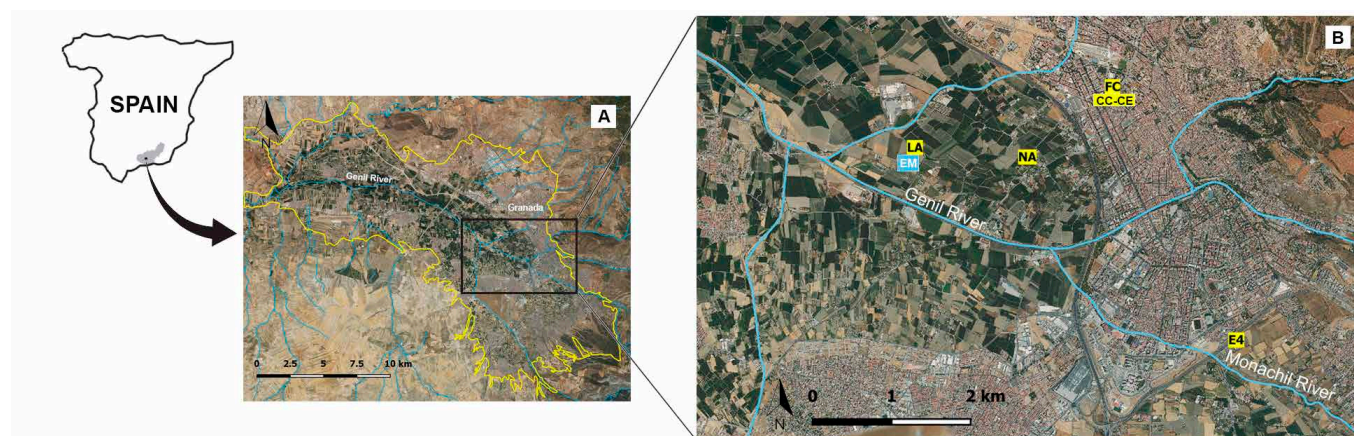 SPAIN
A
N
Genil River
Granada
0 2.5 5 7.5 10 km
B
FC
CC-CE
LA
EM
NA
Genil River
E4
Monachil River
0 1 2 km
N